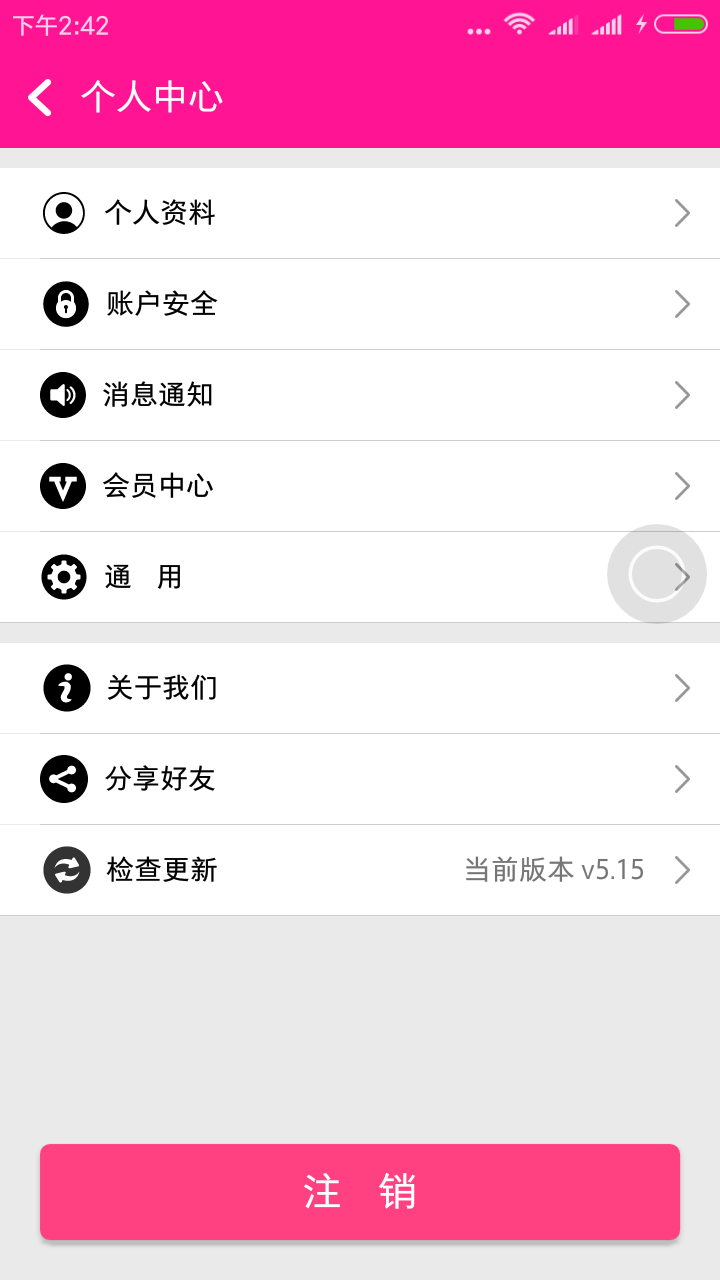 下午2:42
个人中心
个人资料
账户安全
消息通知
会员中心
通 用
关于我们
分享好友
检查更新 当前版本 v5.15
注 销